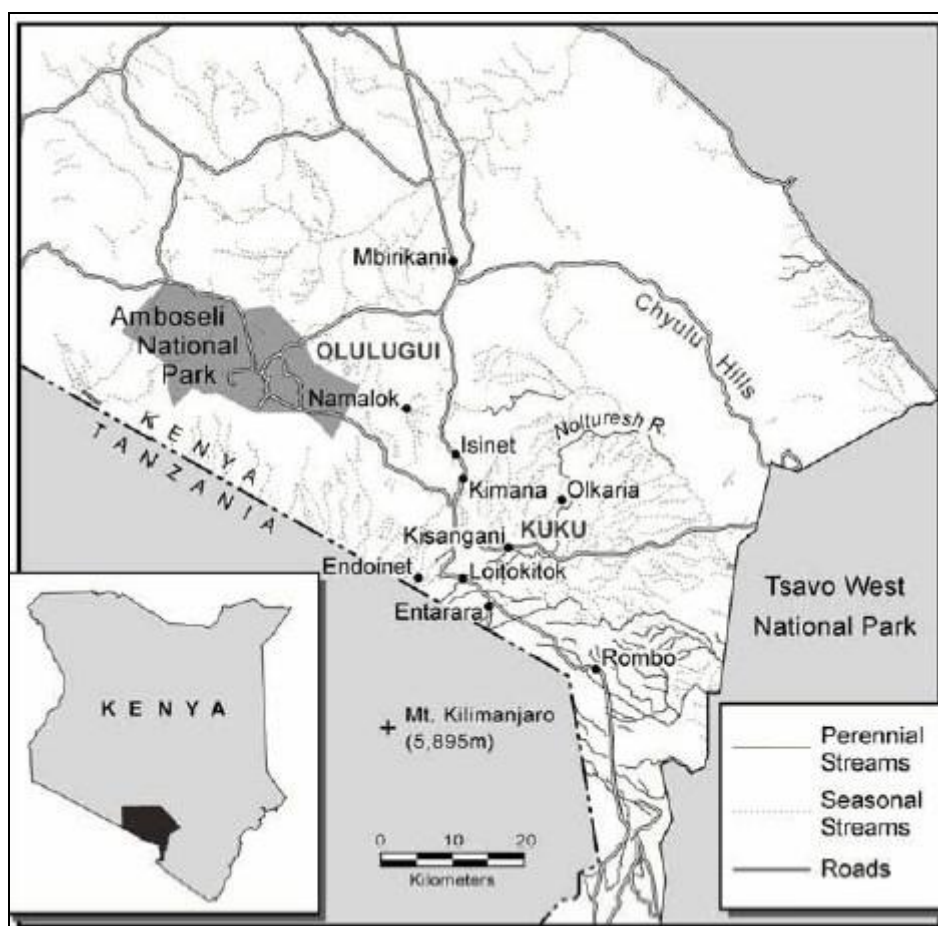 Mbirikani
Amboseli
National
Park
OLULUGUI
Namalok
Chyulu Hills
Nolturesh R.
KENYA
TANZANIA
Isinet
Kimana
Olkaria
Kisangani
KUKU
Endoinet
Loitokitok
Entarara
Tsavo West
National Park
Rombo
KENYA
Mt. Kilimanjaro
(5,895m)
0 10 20
Kilometers
Perennial
Streams
Seasonal
Streams
Roads